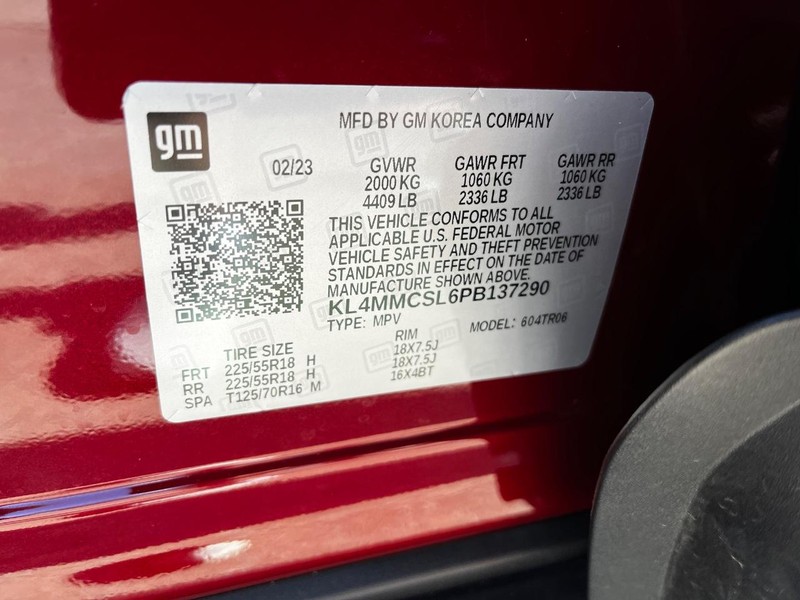 gm
MFD BY GM KOREA COMPANY
02/23 GVWR GAWR FRT GAWR RR
2000 KG 1060 KG 1060 KG
4409 LB 2336 LB 2336 LB
THIS VEHICLE CONFORMS TO ALL
APPLICABLE U.S. FEDERAL MOTOR
VEHICLE SAFETY AND THEFT PREVENTION
STANDARDS IN EFFECT ON THE DATE OF
MANUFACTURE SHOWN ABOVE.
KL4MMCSL6PB137290
TYPE: MPV MODEL: 604TR06
TIRE SIZE RIM
FRT 225/55R18 H 18X7.5J
RR 225/55R18 H 18X7.5J
SPA T125/70R16 M 16X4BT